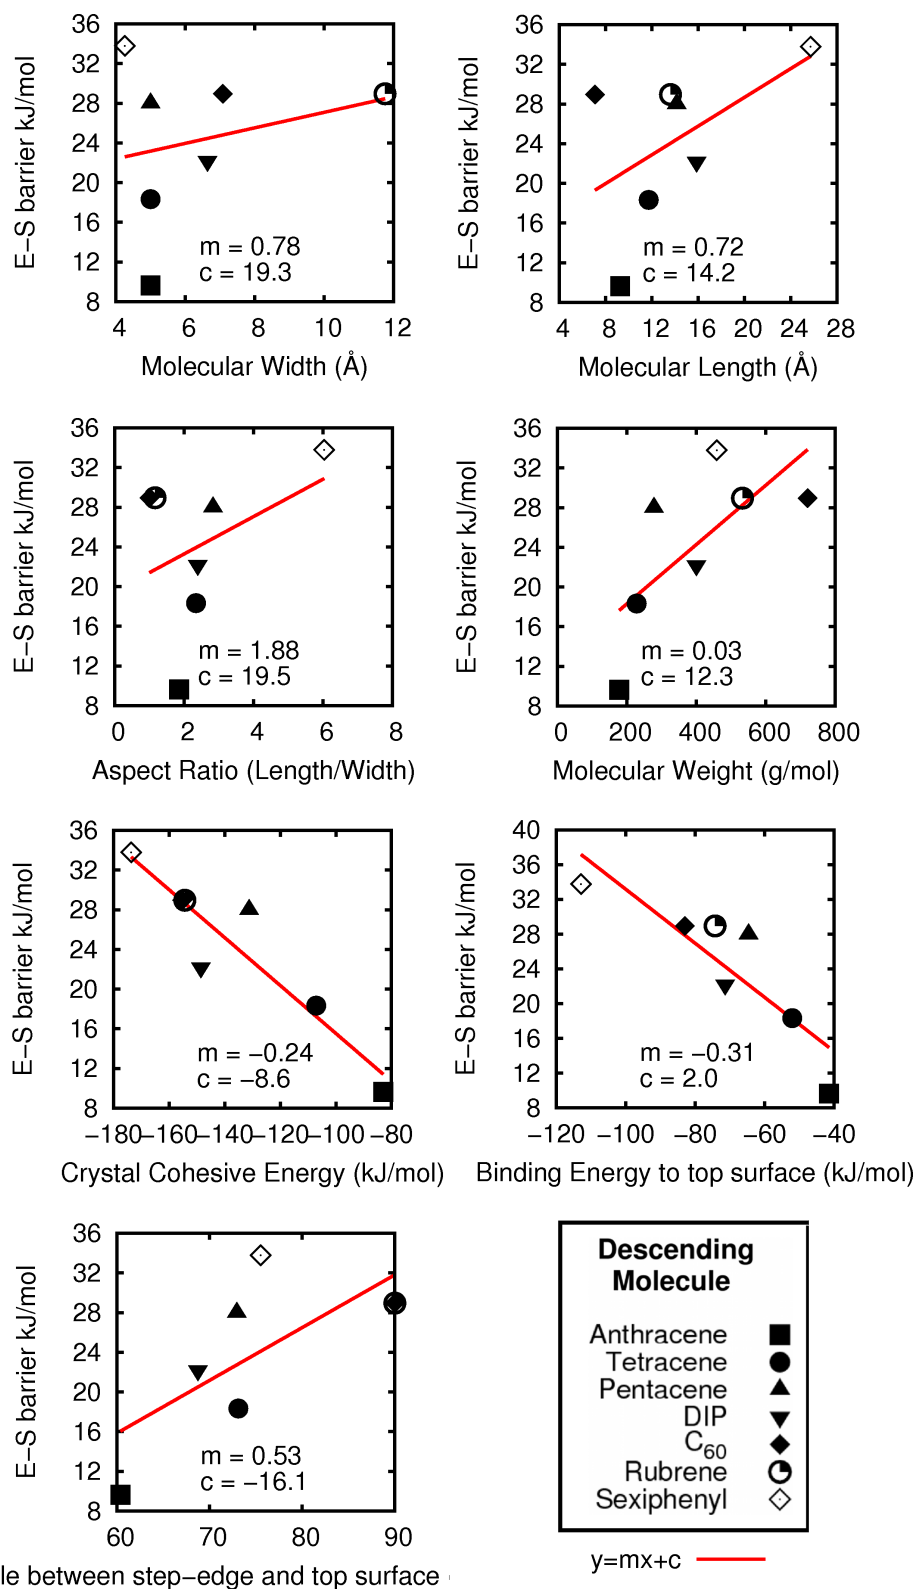 36
32
28
24
20
16
12
8
E−S barrier kJ/mol
m = 0.78
c = 19.3
4 6 8 10 12
Molecular Width (Å)
36
32
28
24
20
16
12
8
E−S barrier kJ/mol
m = 0.72
c = 14.2
4 8 12 16 20 24 28
Molecular Length (Å)
36
32
28
24
20
16
12
8
E−S barrier kJ/mol
m = 1.88
c = 19.5
0 2 4 6 8
Aspect Ratio (Length/Width)
36
32
28
24
20
16
12
8
E−S barrier kJ/mol
m = 0.03
c = 12.3
0 200 400 600 800
Molecular Weight (g/mol)
36
32
28
24
20
16
12
8
E−S barrier kJ/mol
m = −0.24
c = −8.6
−180 −160 −140 −120 −100 −80
Crystal Cohesive Energy (kJ/mol)
40
36
32
28
24
20
16
12
8
E−S barrier kJ/mol
m = −0.31
c = 2.0
−120 −100 −80 −60 −40
Binding Energy to top surface (kJ/mol)
36
32
28
24
20
16
12
8
E−S barrier kJ/mol
m = 0.53
c = −16.1
60 70 80 90
le between step−edge and top surface
Descending
Molecule
Anthracene
Tetracene
Pentacene
DIP
C60
Rubrene
Sexiphenyl
y=mx+c